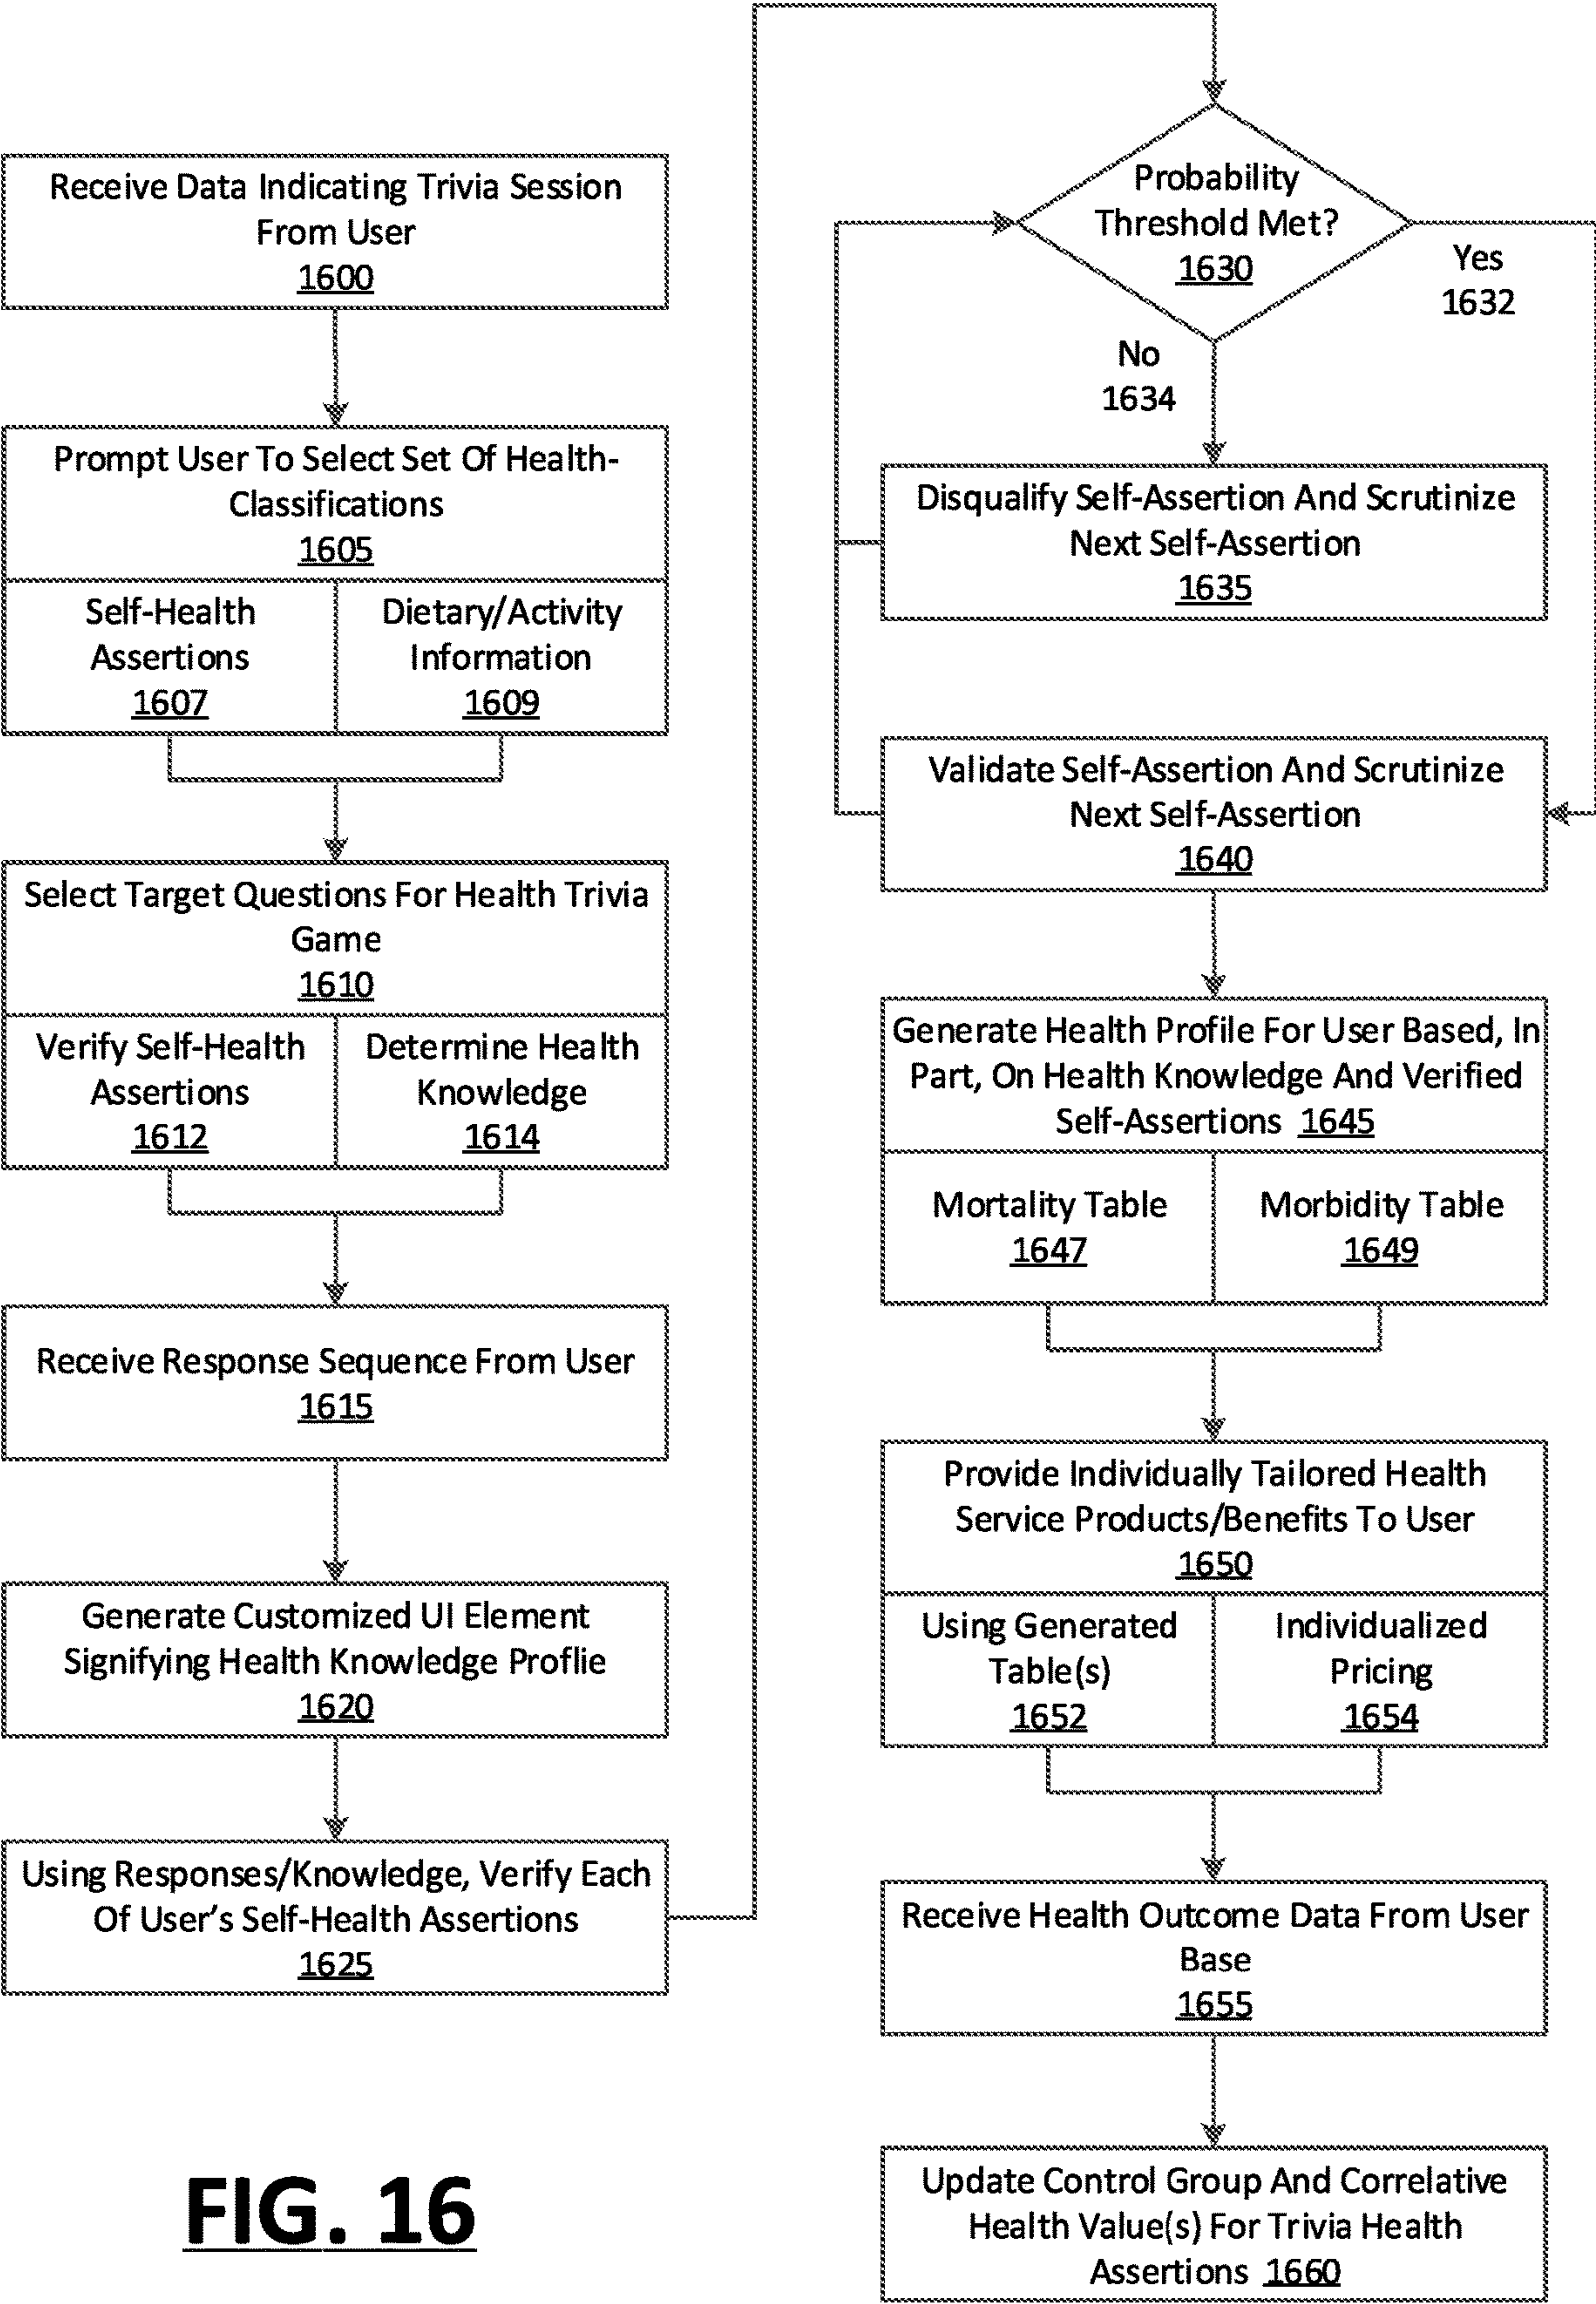 Receive Data Indicating Trivia Session
From User
1600
Prompt User To Select Set Of Health-
Classifications
1605
Self-Health
Assertions
1607
Dietary/Activity
Information
1609
Select Target Questions For Health Trivia
Game
1610
Verify Self-Health
Assertions
1612
Determine Health
Knowledge
1614
Receive Response Sequence From User
1615
Generate Customized UI Element
Signifying Health Knowledge Proflie
1620
Using Responses/Knowledge, Verify Each
Of User's Self-Health Assertions
1625
Probability
Threshold Met?
1630
Yes
1632
No
1634
Disqualify Self-Assertion And Scrutinize
Next Self-Assertion
1635
Validate Self-Assertion And Scrutinize
Next Self-Assertion
1640
Generate Health Profile For User Based, In
Part, On Health Knowledge And Verified
Self-Assertions 1645
Mortality Table
1647
Morbidity Table
1649
Provide Individually Tailored Health
Service Products/Benefits To User
1650
Using Generated
Table(s)
1652
Individualized
Pricing
1654
Receive Health Outcome Data From User
Base
1655
Update Control Group And Correlative
Health Value(s) For Trivia Health
Assertions 1660
FIG. 16